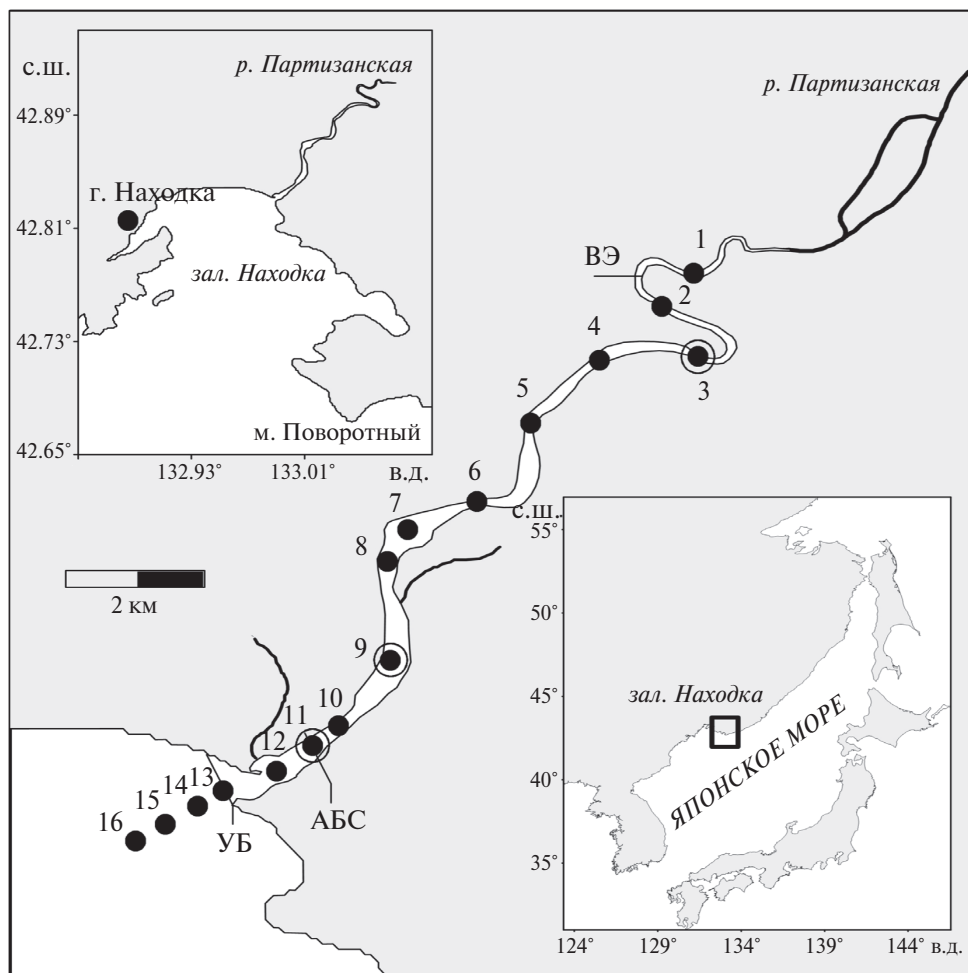 с.ш.
р. Партизанская
42.89°
г. Находка
42.81°
зал. Находка
42.73°
м. Поворотный
42.65°
132.93°
133.01°
в.д.
р. Партизанская
1
ВЭ
2
3
4
5
6
7
8
2 км
9
10
11
12
13
14
15
16
УБ
АБС
с.ш.
55°
50°
45°
зал. Находка
ЯПОНСКОЕ МОРЕ
40°
35°
124°
129°
134°
139°
144°
в.д.